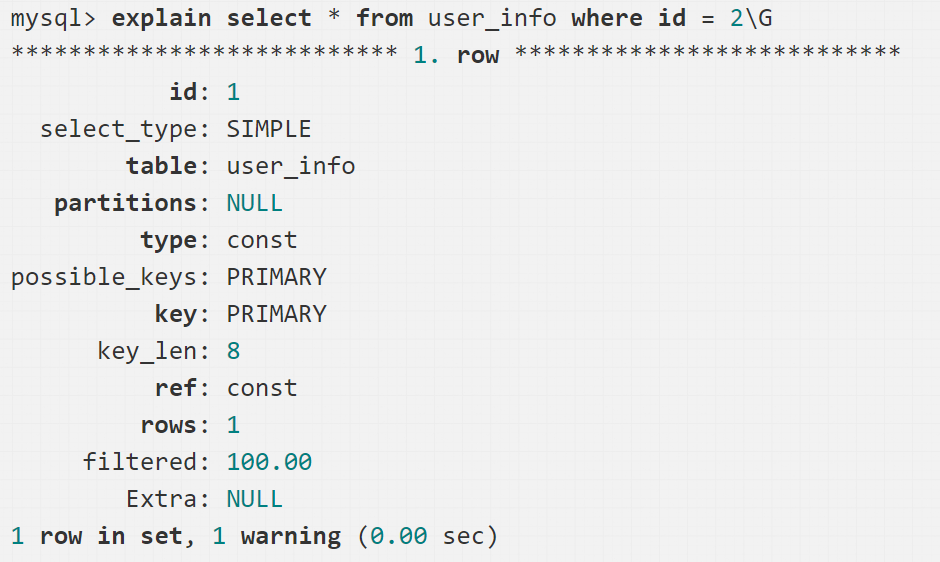 mysql> explain select * from user_info where id = 2\G
*************************** 1. row ***************************
id: 1
select_type: SIMPLE
table: user_info
partitions: NULL
type: const
possible_keys: PRIMARY
key: PRIMARY
key_len: 8
ref: const
rows: 1
filtered: 100.00
Extra: NULL
1 row in set, 1 warning (0.00 sec)